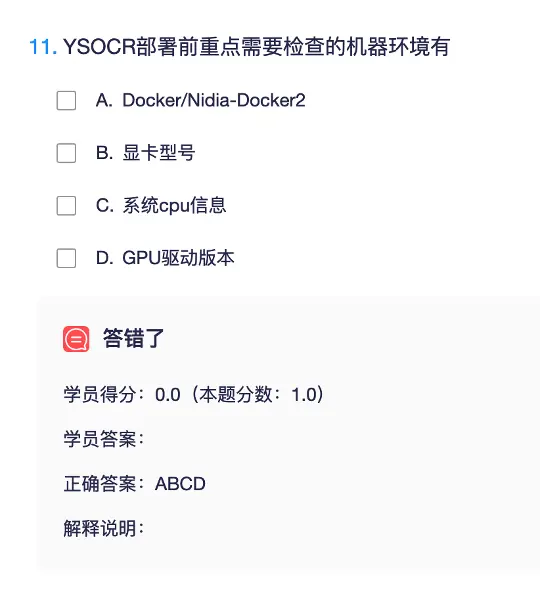 11. YSOCR部署前重点需要检查的机器环境有
A. Docker/Nidia-Docker2
B. 显卡型号
C. 系统cpu信息
D. GPU驱动版本
答错了
学员得分：0.0（本题分数：1.0）
学员答案：
正确答案：ABCD
解释说明：